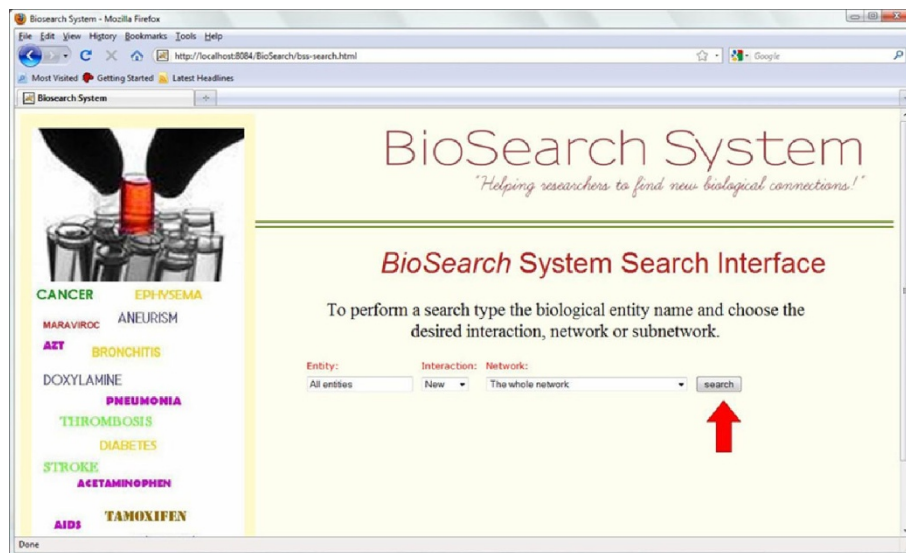 Biosearch System - Mozilla Firefox
File Edit View History Bookmarks Tools Help
http://localhost:8084/BioSearch/bss-search.html
Google
Most Visited Getting Started Latest Headlines
Biosearch System
BioSearch System
"Helping researchers to find new biological connections!"
BioSearch System Search Interface
To perform a search type the biological entity name and choose the
desired interaction, network or subnetwork.
Entity: Interaction: Network:
All entities New The whole network search
CANCER EPHYSEMA
MARAVIROC ANEURISM
AZT BRONCHITIS
DOXYLAMINE
PNEUMONIA
THROMBOSIS
DIABETES
STROKE
ACETAMINOPHEN
AIDS TAMOXIFEN
Done